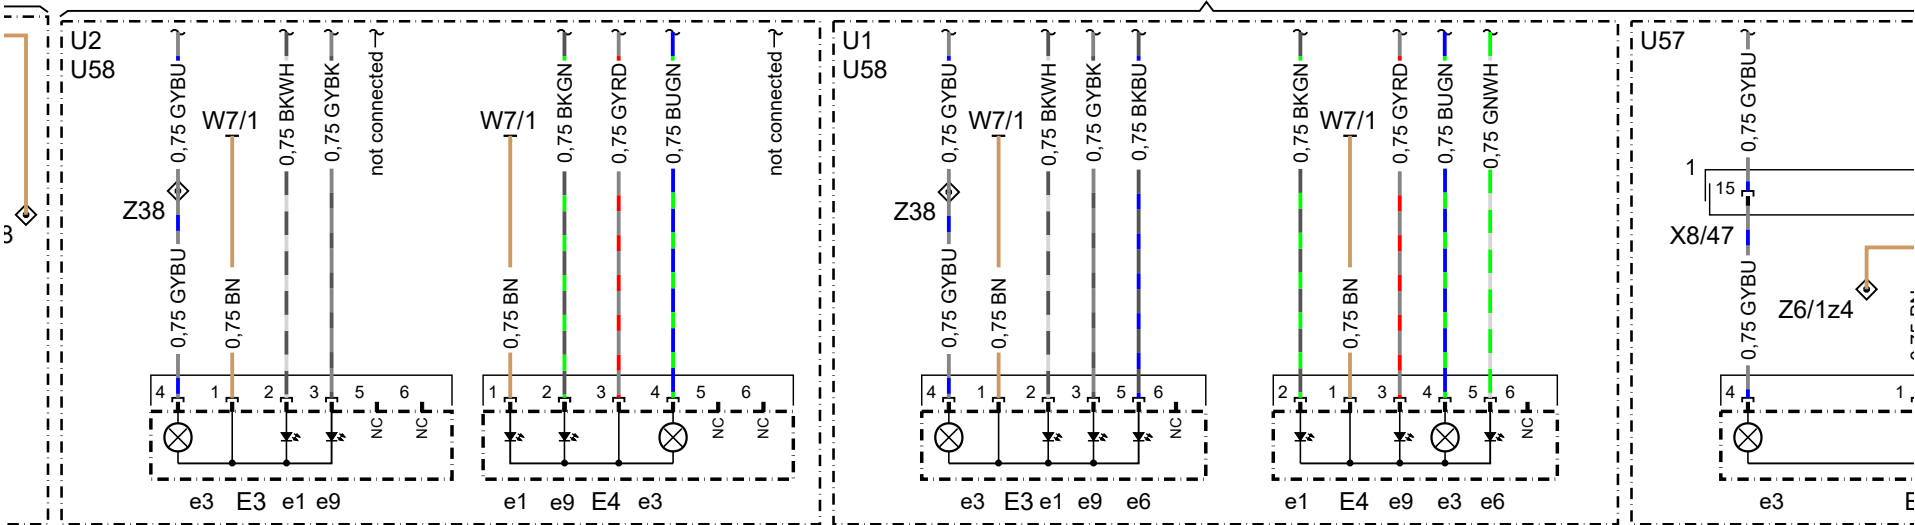 8
U2
U58
0,75 GYBU
W7/1
0,75 BKWH
0,75 GYBK
not connected
Z38
0,75 GYBU
0,75 BN
4 1 2 3 5 6
NC NC
e3 E3 e1 e9
W7/1
0,75 BKGN
0,75 GYRD
0,75 BUGN
not connected
0,75 BN
1 2 3 4 5 6
NC NC
e1 e9 E4 e3
U1
U58
0,75 GYBU
W7/1
0,75 BKWH
0,75 GYBK
0,75 BKBU
Z38
0,75 GYBU
0,75 BN
4 1 2 3 5 6
NC
e3 E3 e1 e9 e6
0,75 BKGN
W7/1
0,75 GYRD
0,75 BUGN
0,75 GNWH
0,75 BN
2 1 3 4 5 6
NC
e1 E4 e9 e3 e6
U57
0,75 GYBU
1
15
X8/47
Z6/1z4
0,75 GYBU
4 1
e3